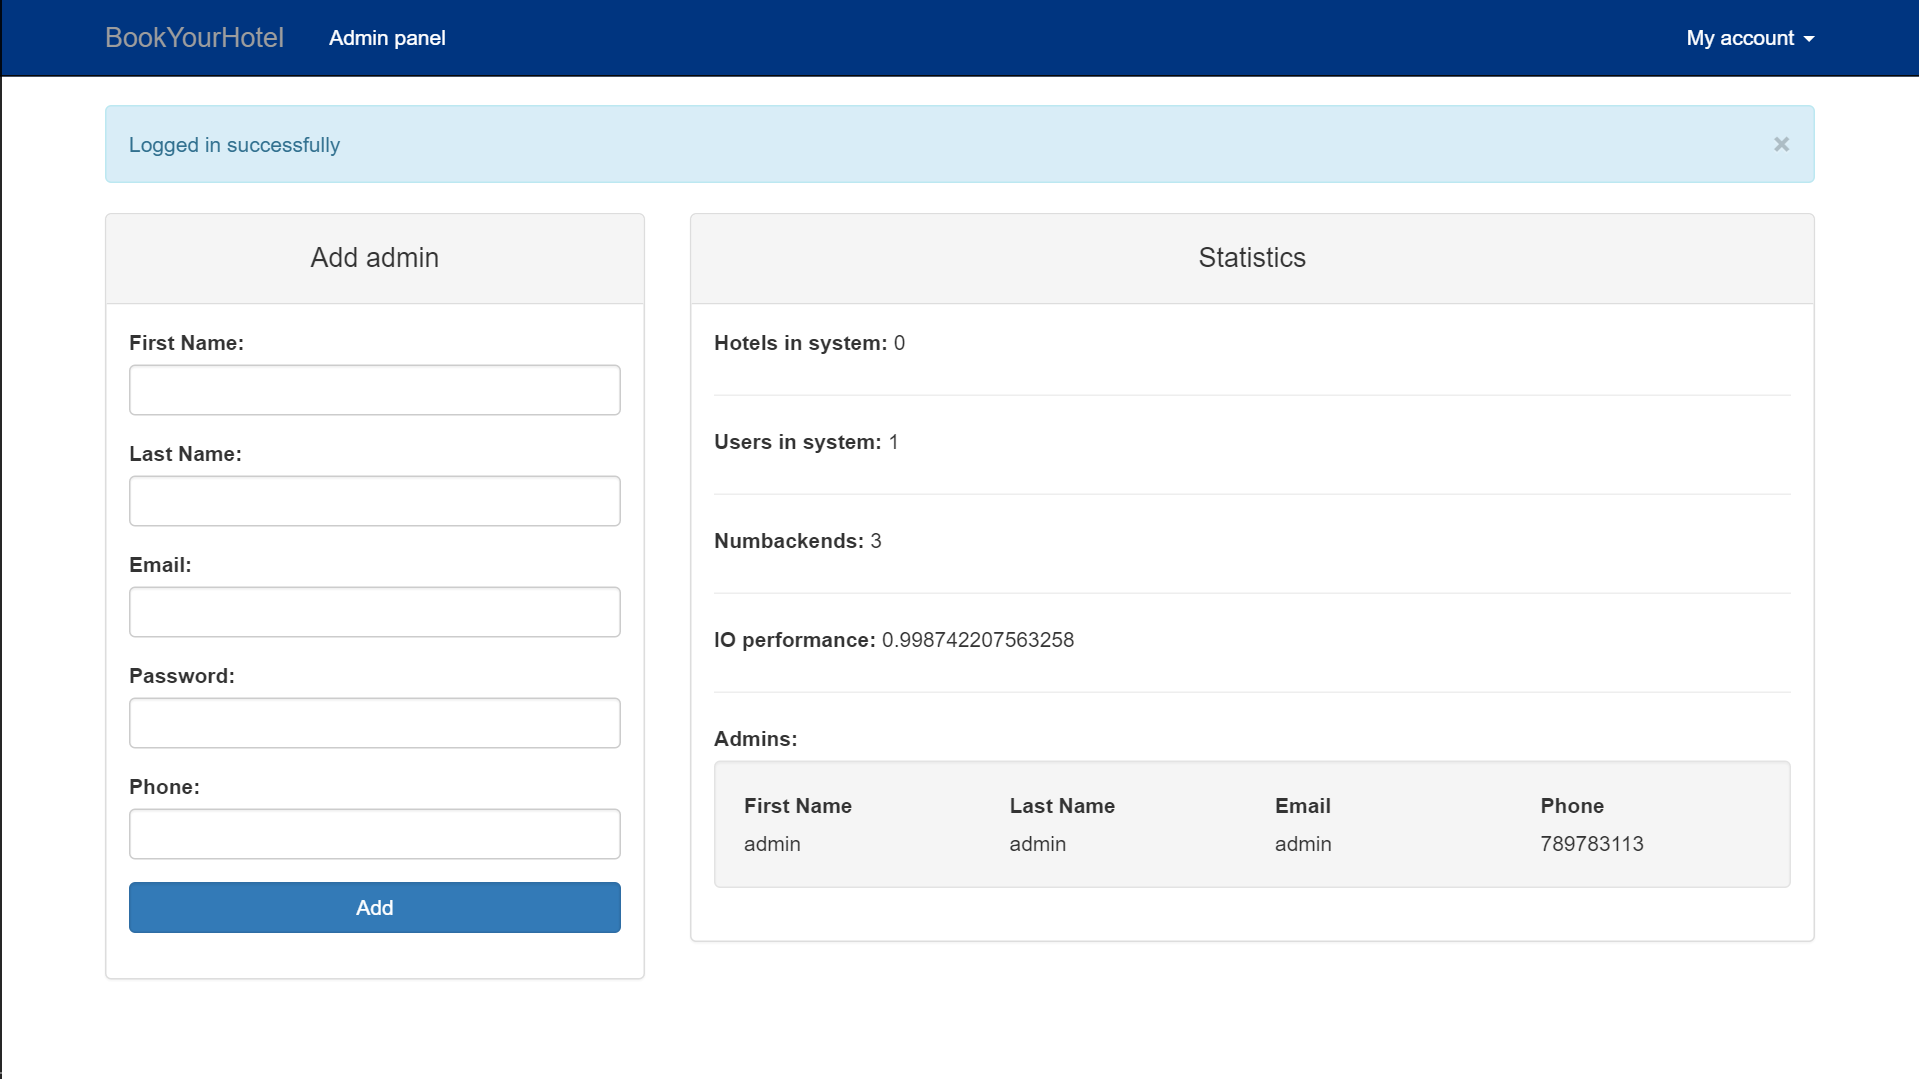 BookYourHotel Admin panel My account
Logged in successfully ×
Add admin
First Name:
Last Name:
Email:
Password:
Phone:
Add
Statistics
Hotels in system: 0
Users in system: 1
Numbackends: 3
IO performance: 0.998742207563258
Admins:
First Name Last Name Email Phone
admin admin admin 789783113